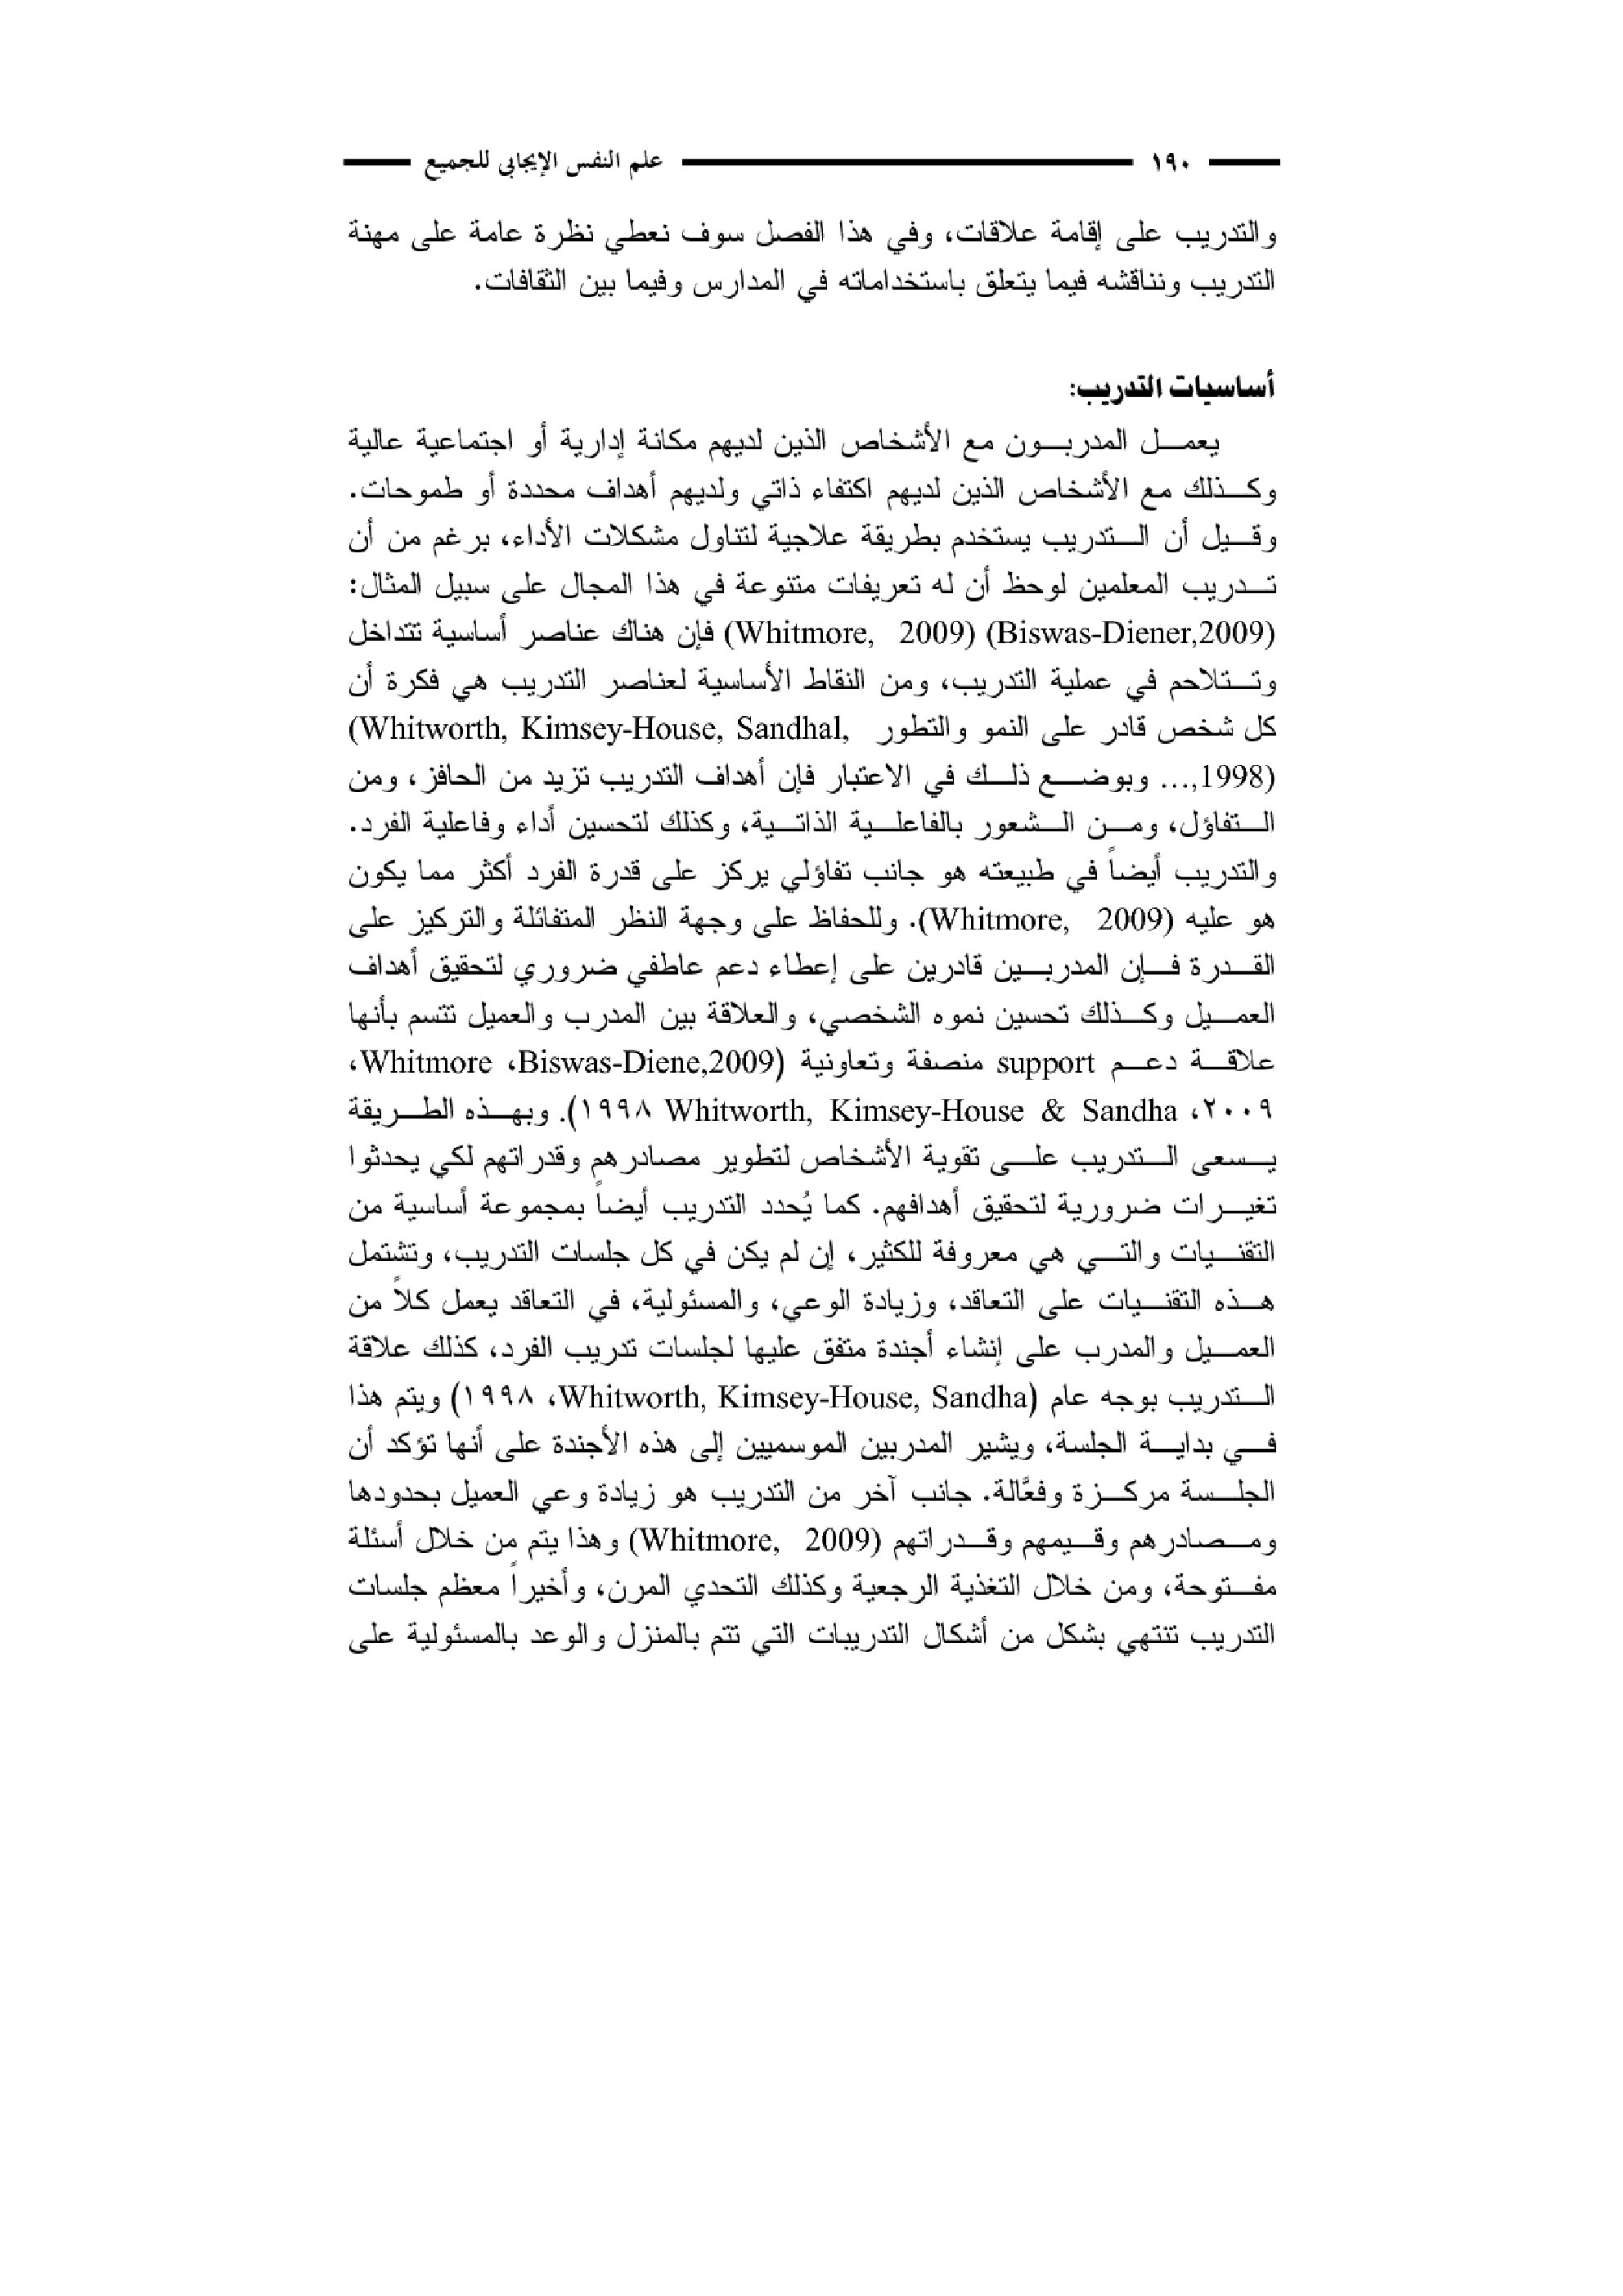 ١٩٠ علم النفس الإيجابي للجميع
والتدريب على إقامة علاقات، وفي هذا الفصل سوف نعطي نظرة عامة على مهنة
التدريب ونناقشه فيما يتعلق باستخداماته في المدارس وفيما بين الثقافات.
أساسيات التدريب:
يعمل المدربون مع الأشخاص الذين لديهم مكانة إدارية أو اجتماعية عالية
وكذلك مع الأشخاص الذين لديهم اكتفاء ذاتي ولديهم أهداف محددة أو طموحات.
وقيل أن التدريب يستخدم بطريقة علاجية لتناول مشكلات الأداء، برغم من أن
تدريب المعلمين لوحظ أن له تعريفات متنوعة في هذا المجال على سبيل المثال:
(Biswas-Diener,2009) (Whitmore, 2009) فإن هناك عناصر أساسية تتداخل
وتتلاحم في عملية التدريب، ومن النقاط الأساسية لعناصر التدريب هي فكرة أن
كل شخص قادر على النمو والتطور (Whitworth, Kimsey-House, Sandhal,
1998,…) وبوضع ذلك في الاعتبار فإن أهداف التدريب تزيد من الحافز، ومن
التفاؤل، ومن الشعور بالفاعلية الذاتية، وكذلك لتحسين أداء وفاعلية الفرد.
والتدريب أيضاً في طبيعته هو جانب تفاؤلي يركز على قدرة الفرد أكثر مما يكون
هو عليه (Whitmore, 2009). وللحفاظ على وجهة النظر المتفائلة والتركيز على
القدرة فإن المدربين قادرين على إعطاء دعم عاطفي ضروري لتحقيق أهداف
العميل وكذلك تحسين نموه الشخصي، والعلاقة بين المدرب والعميل تتسم بأنها
علاقة دعم support منصفة وتعاونية (Biswas-Diene,2009، Whitmore،
٢٠٠٩، Whitworth, Kimsey-House & Sandha ١٩٩٨). وبهذه الطريقة
يسعى التدريب على تقوية الأشخاص لتطوير مصادرهم وقدراتهم لكي يحدثوا
تغيرات ضرورية لتحقيق أهدافهم. كما يُحدد التدريب أيضاً بمجموعة أساسية من
التقنيات والتي هي معروفة للكثير، إن لم يكن في كل جلسات التدريب، وتشتمل
هذه التقنيات على التعاقد، وزيادة الوعي، والمسئولية، في التعاقد يعمل كلاً من
العميل والمدرب على إنشاء أجندة متفق عليها لجلسات تدريب الفرد، كذلك علاقة
التدريب بوجه عام (Whitworth, Kimsey-House, Sandha، ١٩٩٨) ويتم هذا
في بداية الجلسة، ويشير المدربين الموسميين إلى هذه الأجندة على أنها تؤكد أن
الجلسة مركزة وفعَّالة. جانب آخر من التدريب هو زيادة وعي العميل بحدودها
ومصادرهم وقيمهم وقدراتهم (Whitmore, 2009) وهذا يتم من خلال أسئلة
مفتوحة، ومن خلال التغذية الرجعية وكذلك التحدي المرن، وأخيراً معظم جلسات
التدريب تنتهي بشكل من أشكال التدريبات التي تتم بالمنزل والوعد بالمسئولية على